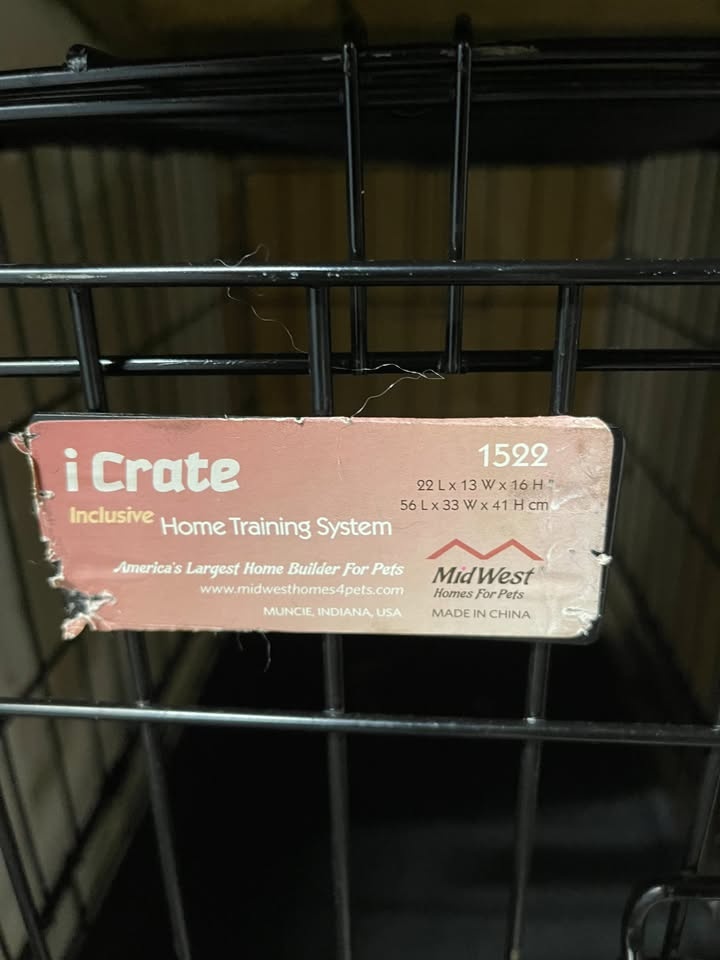 i Crate
Inclusive Home Training System
America's Largest Home Builder For Pets
www.midwesthomes4pets.com
MUNCIE, INDIANA, USA
1522
22 L x 13 W x 16 H "
56 L x 33 W x 41 H cm
MidWest
Homes For Pets
MADE IN CHINA